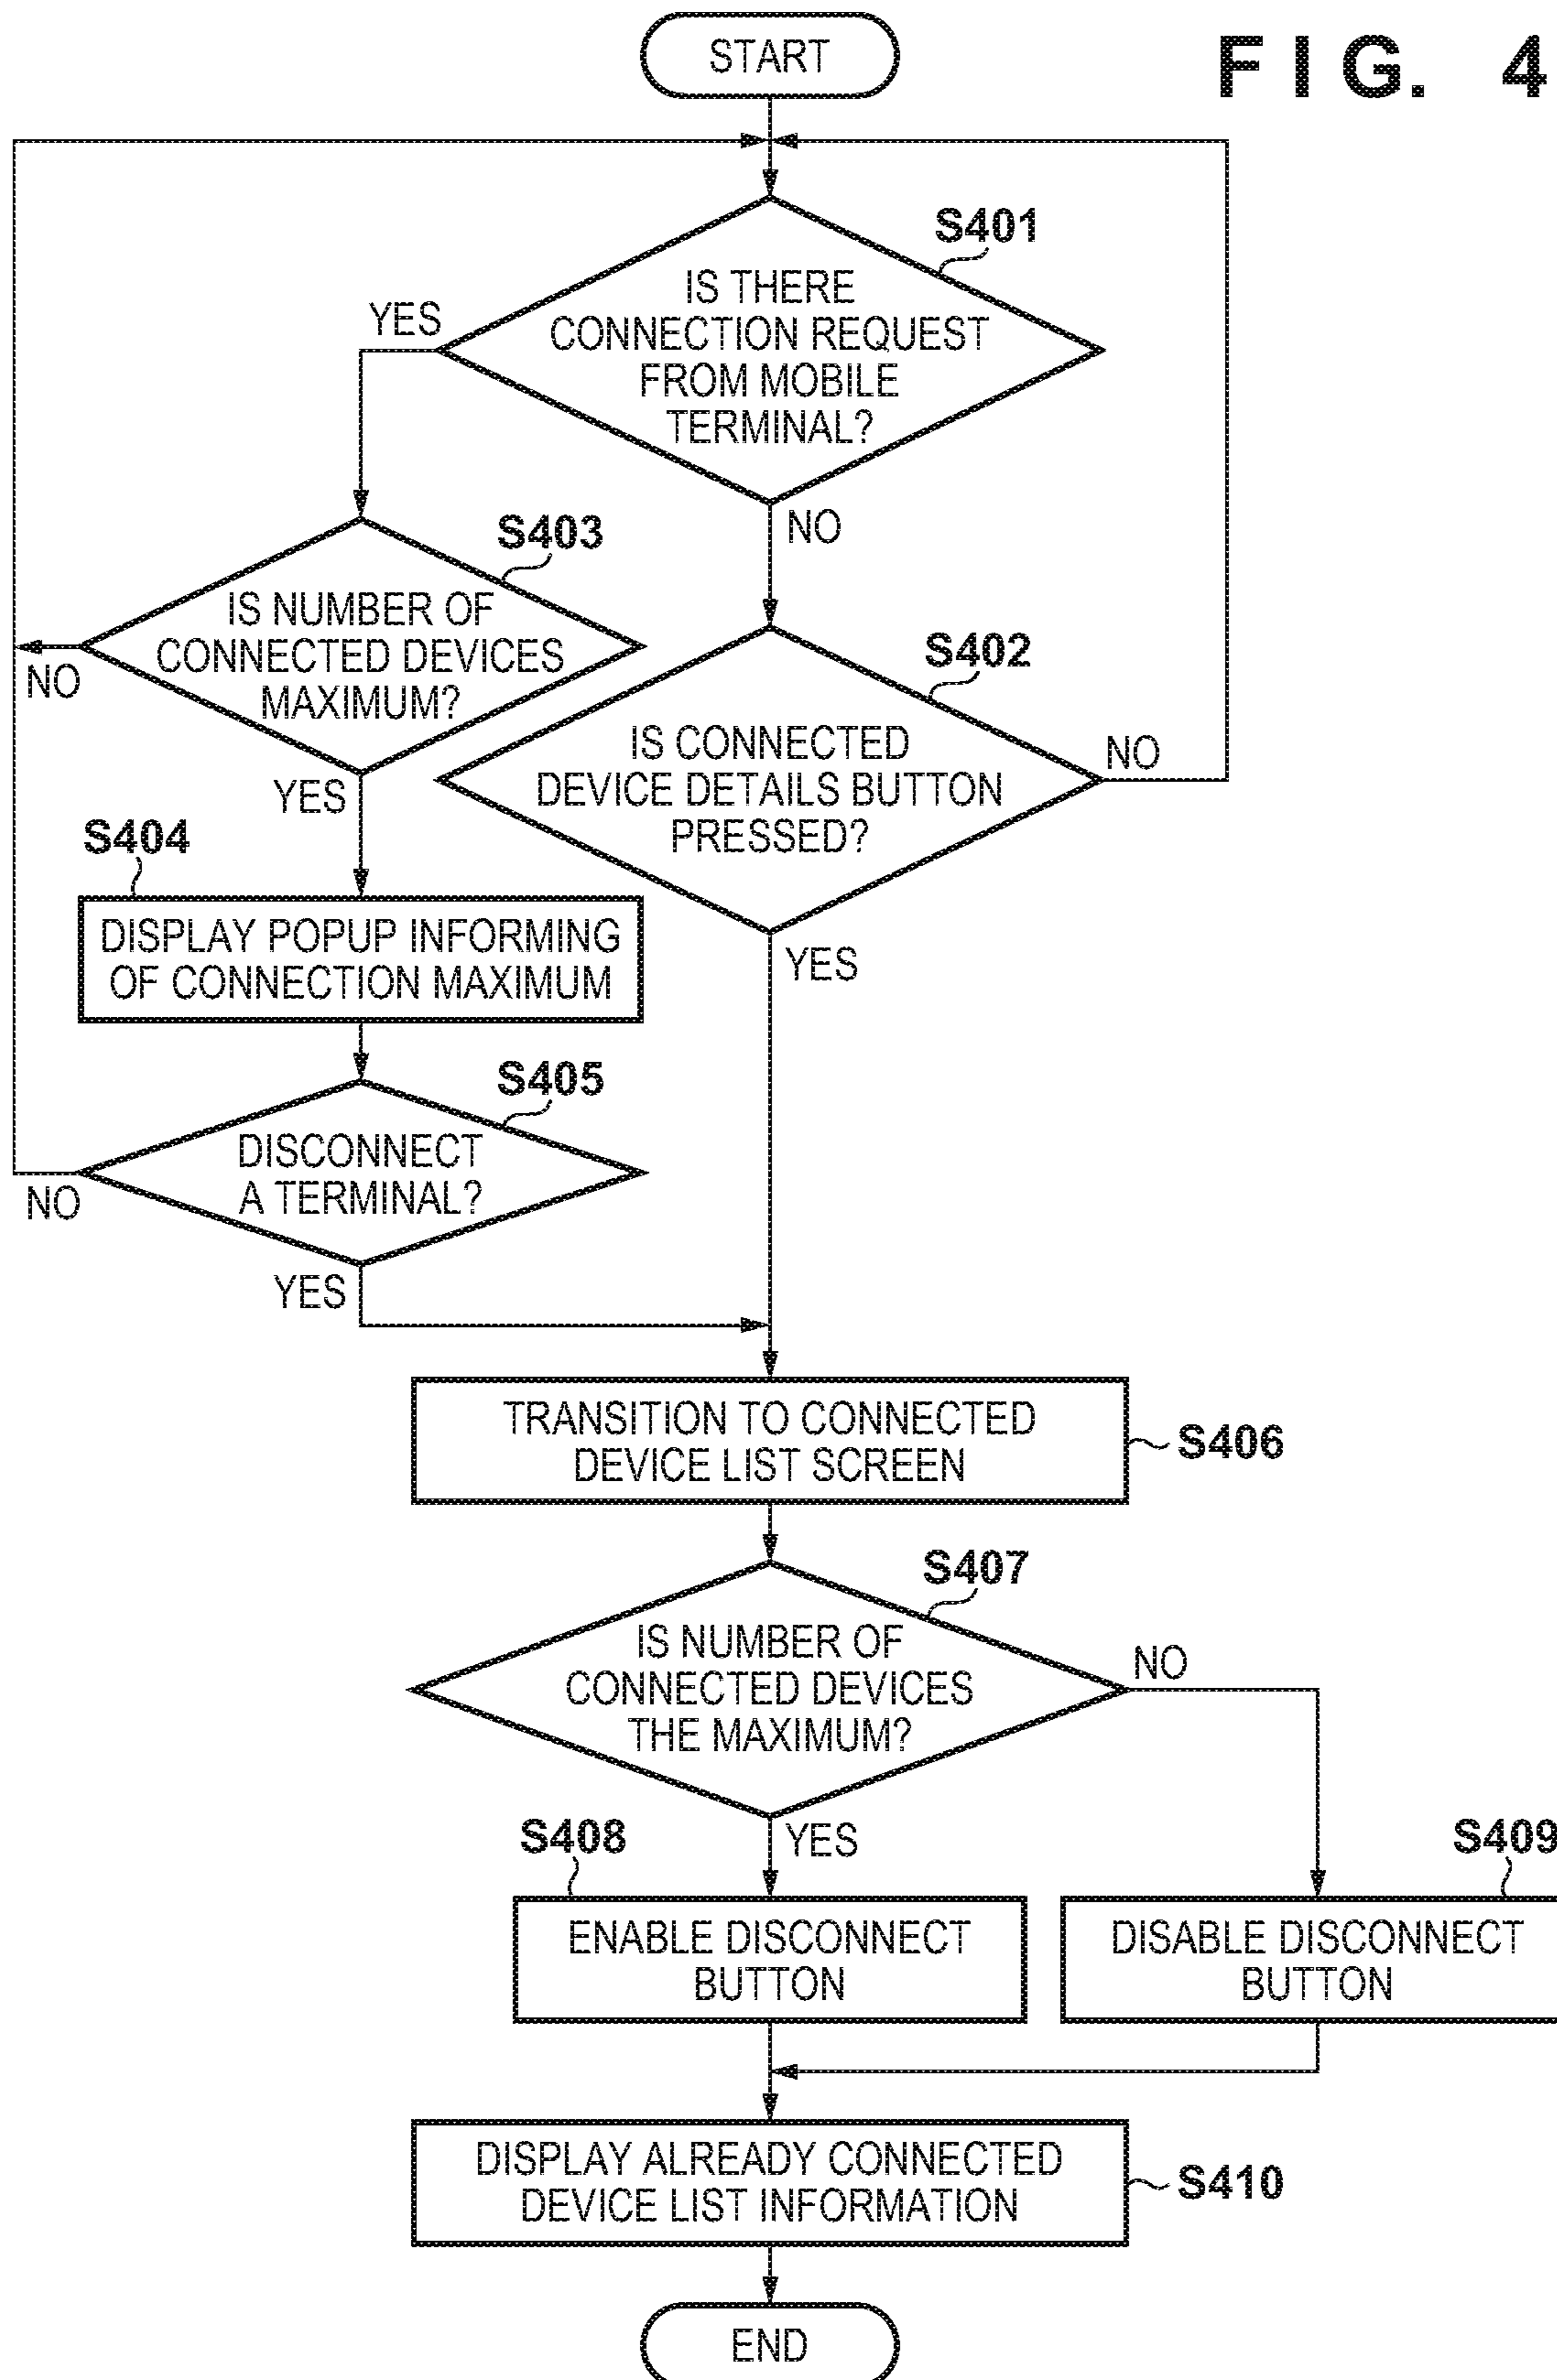 START
FIG. 4
S401
IS THERE
CONNECTION REQUEST
FROM MOBILE
TERMINAL?
YES
NO
S403
IS NUMBER OF
CONNECTED DEVICES
MAXIMUM?
NO
YES
S402
IS CONNECTED
DEVICE DETAILS BUTTON
PRESSED?
NO
YES
S404
DISPLAY POPUP INFORMING
OF CONNECTION MAXIMUM
S405
DISCONNECT
A TERMINAL?
NO
YES
TRANSITION TO CONNECTED
DEVICE LIST SCREEN
S406
S407
IS NUMBER OF
CONNECTED DEVICES
THE MAXIMUM?
NO
YES
S408
ENABLE DISCONNECT
BUTTON
S409
DISABLE DISCONNECT
BUTTON
DISPLAY ALREADY CONNECTED
DEVICE LIST INFORMATION
S410
END